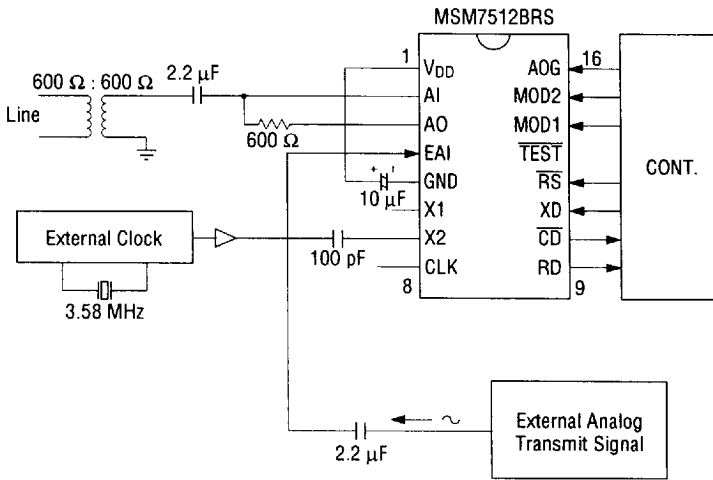 MSM7512BRS
600 Ω : 600 Ω
2.2 µF
Line
600 Ω
1
VDD
AI
AO
EAI
GND
X1
X2
CLK
8
+ -
10 µF
16
AOG
MOD2
MOD1
TEST
RS
XD
CD
RD
9
CONT.
External Clock
3.58 MHz
100 pF
2.2 µF
~
External Analog
Transmit Signal